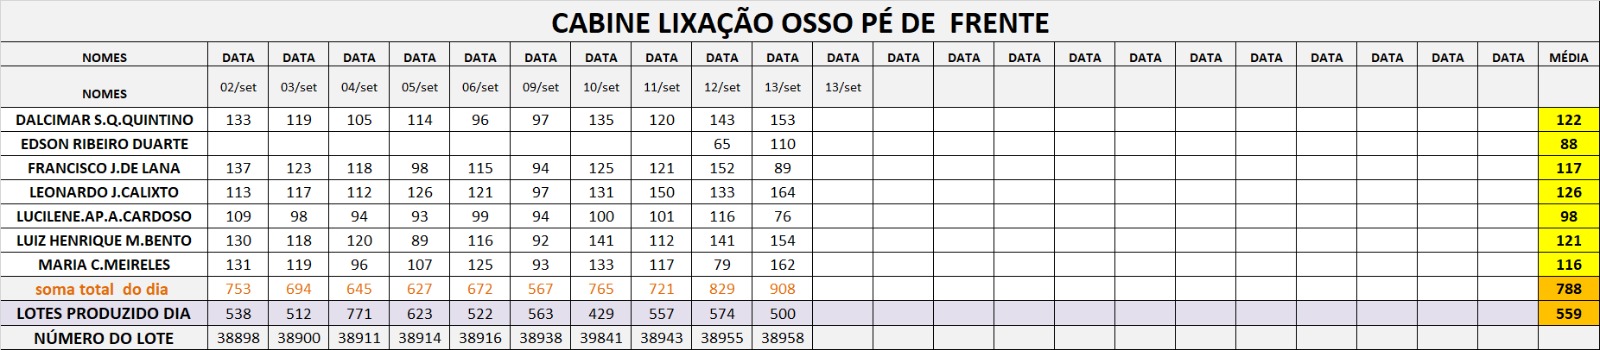 CABINE LIXAÇÃO OSSO PÉ DE FRENTE
NOMES DATA DATA DATA DATA DATA DATA DATA DATA DATA DATA DATA DATA DATA DATA DATA DATA DATA DATA DATA DATA DATA DATA MÉDIA
NOMES 02/set 03/set 04/set 05/set 06/set 09/set 10/set 11/set 12/set 13/set 13/set
DALCIMAR S.Q.QUINTINO 133 119 105 114 96 97 135 120 143 153 122
EDSON RIBEIRO DUARTE 65 110 88
FRANCISCO J.DE LANA 137 123 118 98 115 94 125 121 152 89 117
LEONARDO J.CALIXTO 113 117 112 126 121 97 131 150 133 164 126
LUCILENE.AP.A.CARDOSO 109 98 94 93 99 94 100 101 116 76 98
LUIZ HENRIQUE M.BENTO 130 118 120 89 116 92 141 112 141 154 121
MARIA C.MEIRELES 131 119 96 107 125 93 133 117 79 162 116
soma total do dia 753 694 645 627 672 567 765 721 829 908 788
LOTES PRODUZIDO DIA 538 512 771 623 522 563 429 557 574 500 559
NÚMERO DO LOTE 38898 38900 38911 38914 38916 38938 39841 38943 38955 38958